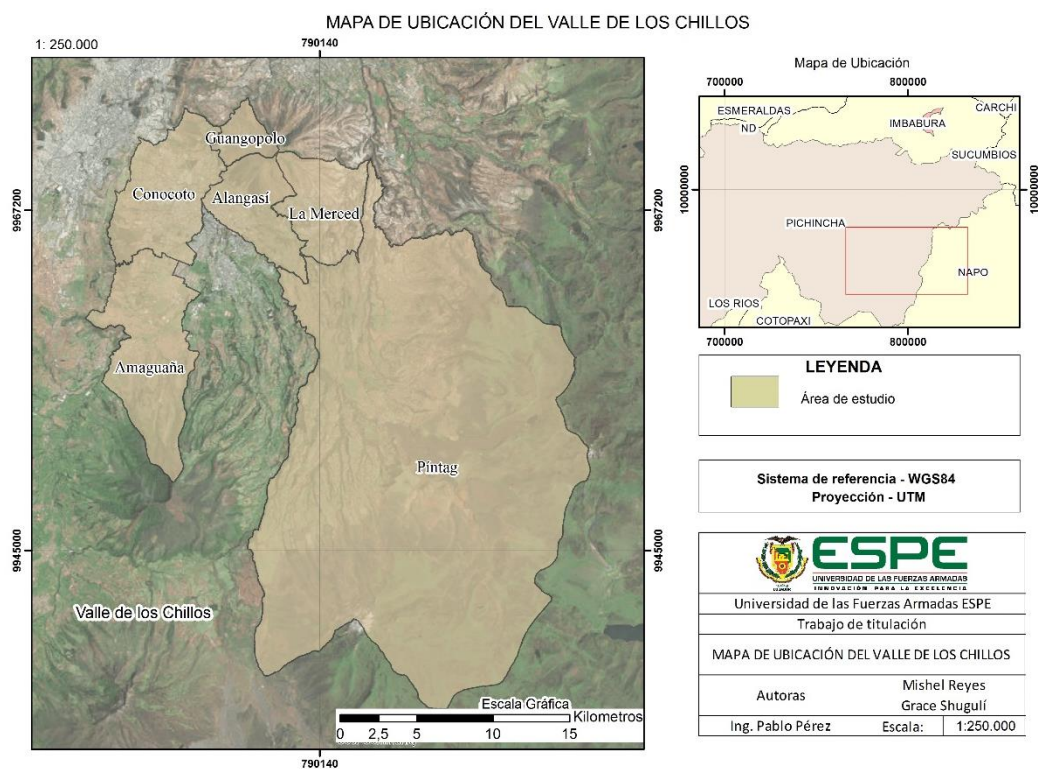 MAPA DE UBICACIÓN DEL VALLE DE LOS CHILLOS
1: 250.000
790140
9967200
9945000
Guangopolo
Conocoto
Alangasí
La Merced
Amaguaña
Pintag
Valle de los Chillos
Escala Gráfica
Kilometros
0 2,5 5 10 15
790140
Mapa de Ubicación
700000 800000
ESMERALDAS
ND
CARCHI
IMBABURA
SUCUMBIOS
10000000
PICHINCHA
NAPO
LOS RIOS
COTOPAXI
700000 800000
LEYENDA
Área de estudio
Sistema de referencia - WGS84
Proyección - UTM
ESPE
UNIVERSIDAD DE LAS FUERZAS ARMADAS
INNOVACIÓN PARA LA EXCELENCIA
Universidad de las Fuerzas Armadas ESPE
Trabajo de titulación
MAPA DE UBICACIÓN DEL VALLE DE LOS CHILLOS
Autoras
Mishel Reyes
Grace Shugulí
Ing. Pablo Pérez
Escala:
1:250.000
9967200
9945000